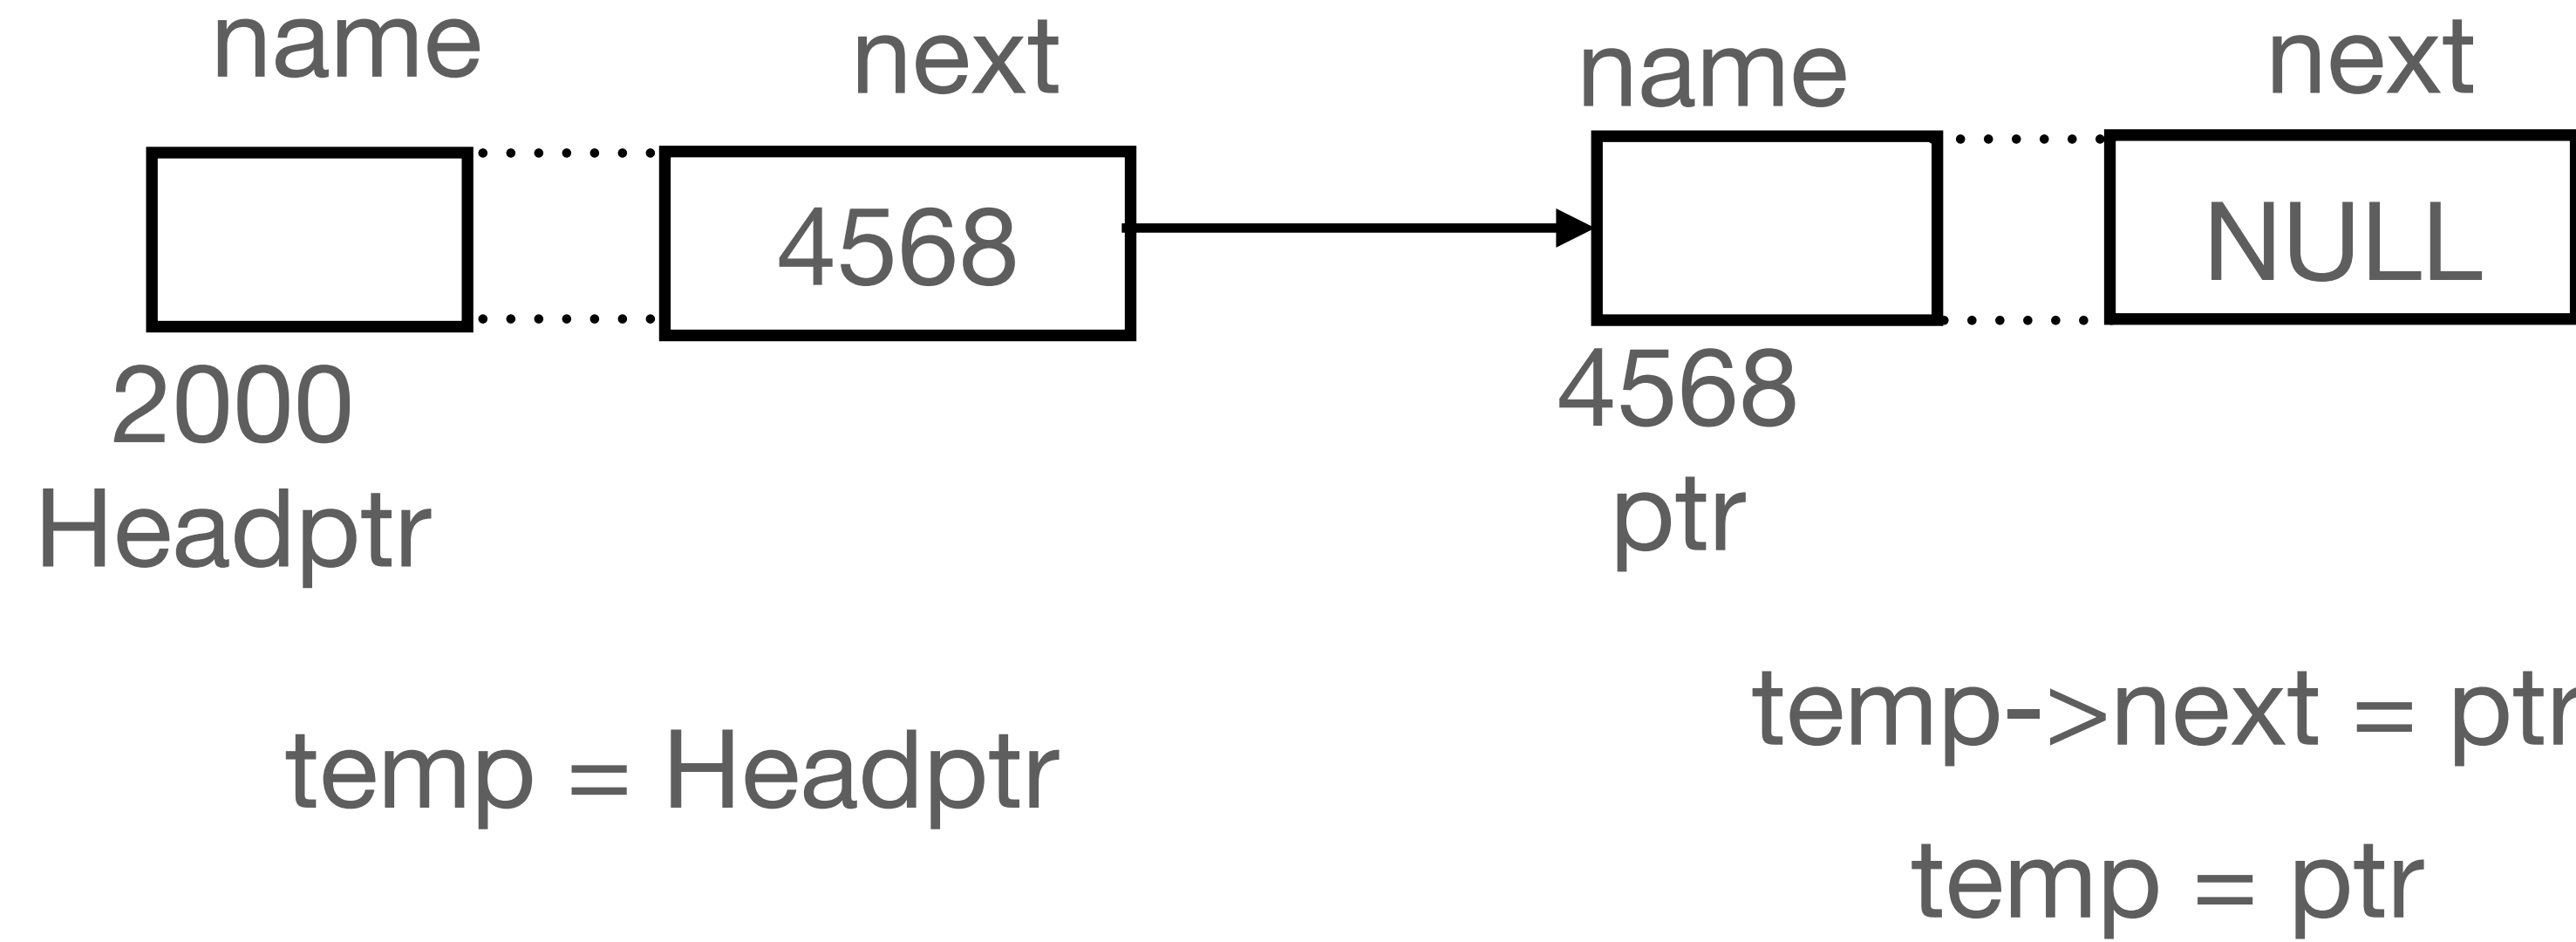 name next name next
4568 NULL
2000 4568
Headptr ptr
temp = Headptr temp->next = ptr
temp = ptr